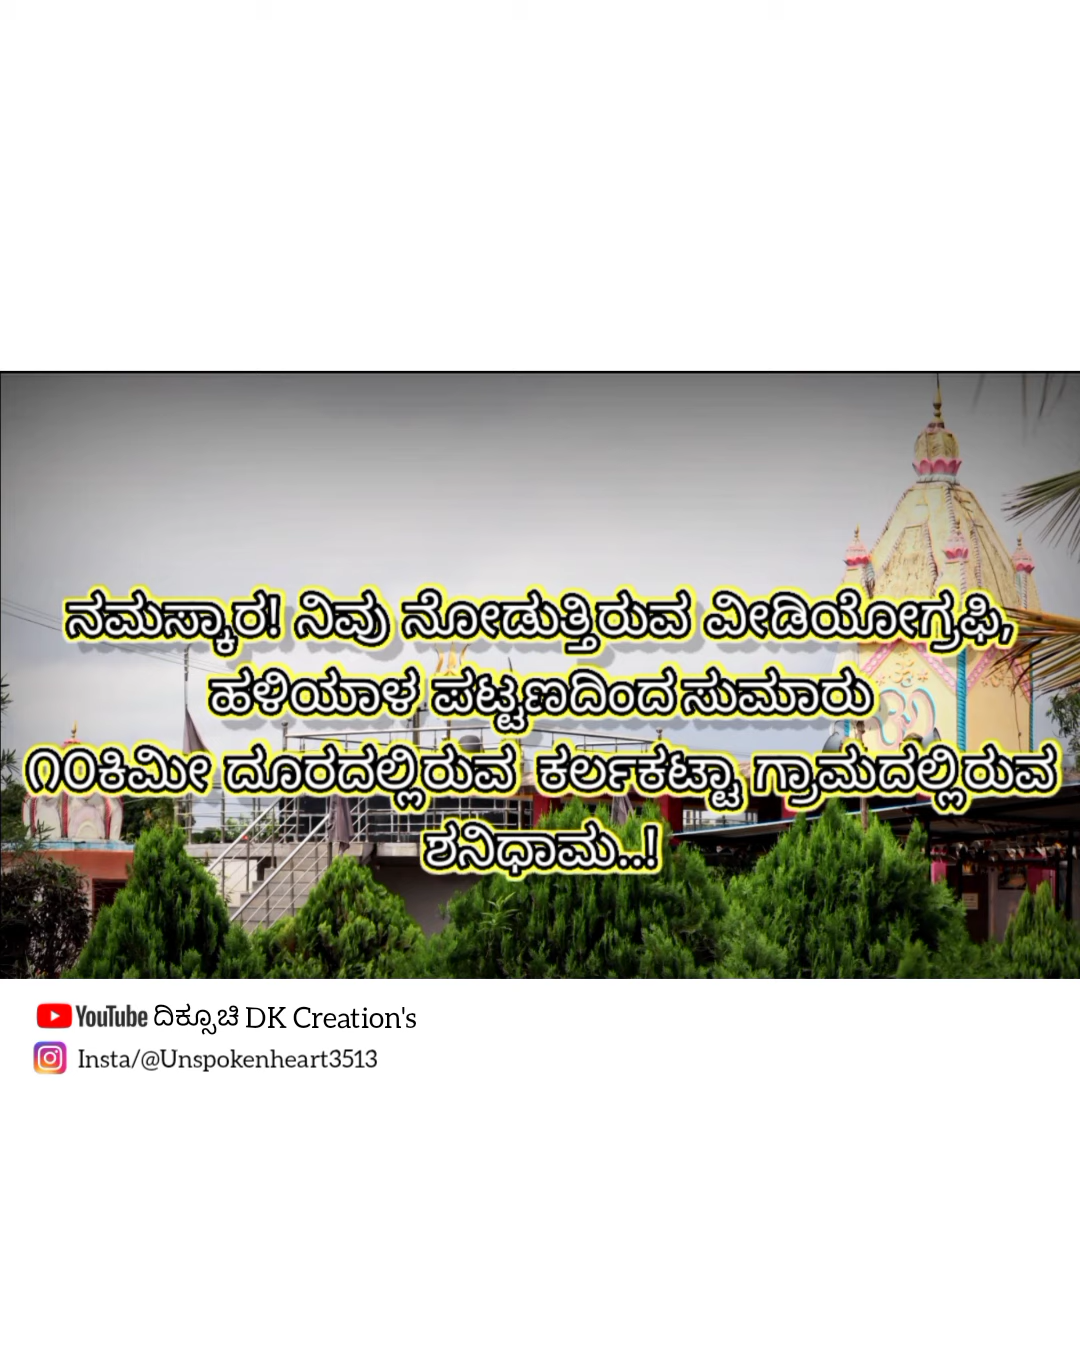 ನಮಸ್ಕಾರ! ನಿವು ನೋಡುತ್ತಿರುವ ವೀಡಿಯೋಗ್ರಫಿ,
ಹಳಿಯಾಳ ಪಟ್ಟಣದಿಂದ ಸುಮಾರು
೧೦ಕಿಮೀ ದೂರದಲ್ಲಿರುವ ಕರ್ಲಕಟ್ಟಾ ಗ್ರಾಮದಲ್ಲಿರುವ
ಶನಿಧಾಮ..!
YouTube ದಿಕ್ಸೂಚಿ DK Creation's
Insta/@Unspokenheart3513